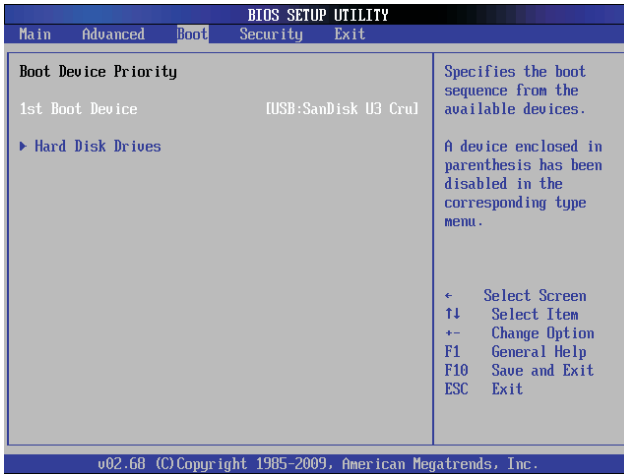 BIOS SETUP UTILITY
Main Advanced Boot Security Exit
Boot Device Priority
1st Boot Device [USB:SanDisk U3 Cru]
▶ Hard Disk Drives
Specifies the boot
sequence from the
available devices.
A device enclosed in
parenthesis has been
disabled in the
corresponding type
menu.
← Select Screen
↑↓ Select Item
+- Change Option
F1 General Help
F10 Save and Exit
ESC Exit
v02.68 (C)Copyright 1985-2009, American Megatrends, Inc.